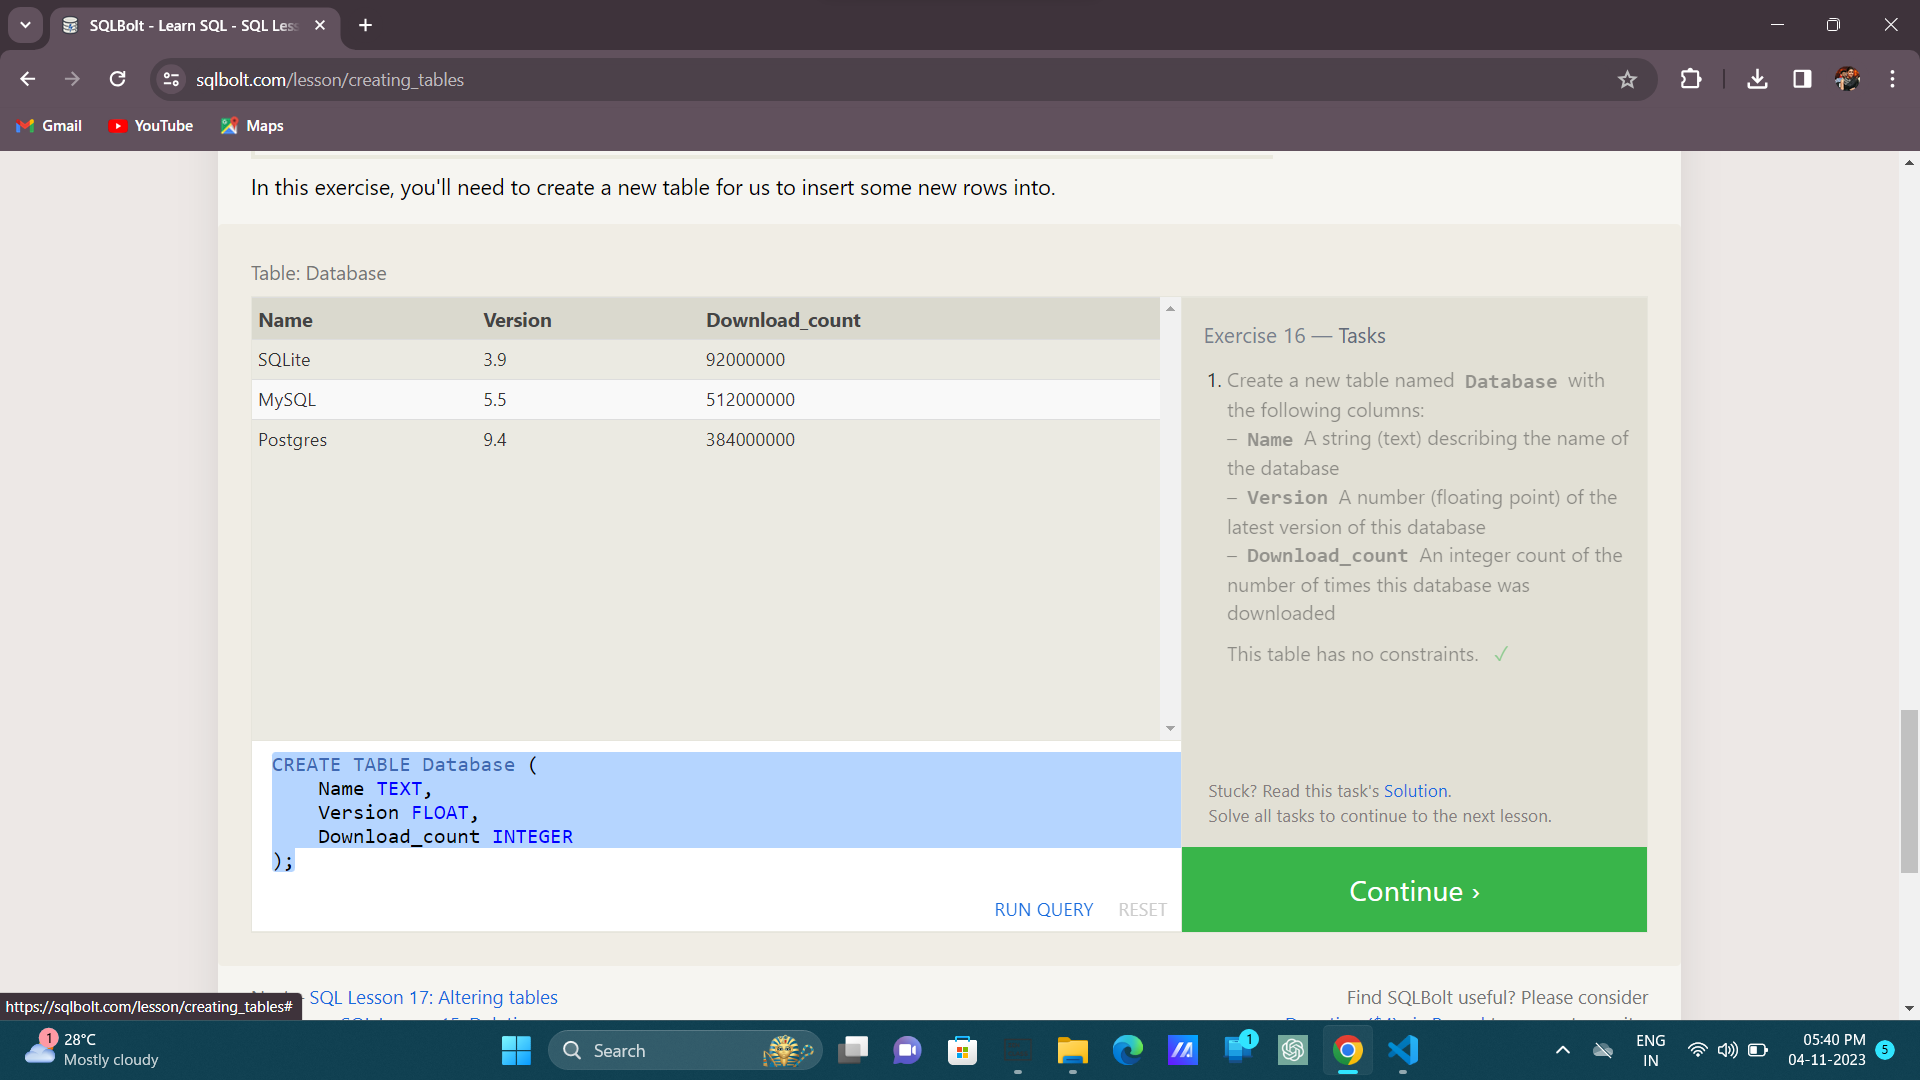 SQLBolt - Learn SQL - SQL Less
sqlbolt.com/lesson/creating_tables
Gmail
YouTube
Maps
In this exercise, you'll need to create a new table for us to insert some new rows into.
Table: Database
Name Version Download_count
SQLite 3.9 92000000
MySQL 5.5 512000000
Postgres 9.4 384000000
Exercise 16 — Tasks
1. Create a new table named Database with
the following columns:
– Name A string (text) describing the name of
the database
– Version A number (floating point) of the
latest version of this database
– Download_count An integer count of the
number of times this database was
downloaded
This table has no constraints. ✓
CREATE TABLE Database (
Name TEXT,
Version FLOAT,
Download_count INTEGER
);
RUN QUERY RESET
Stuck? Read this task's Solution.
Solve all tasks to continue to the next lesson.
Continue ›
SQL Lesson 17: Altering tables
Find SQLBolt useful? Please consider
https://sqlbolt.com/lesson/creating_tables#
1
28°C
Mostly cloudy
Search
1
ENG
IN
05:40 PM
04-11-2023
5